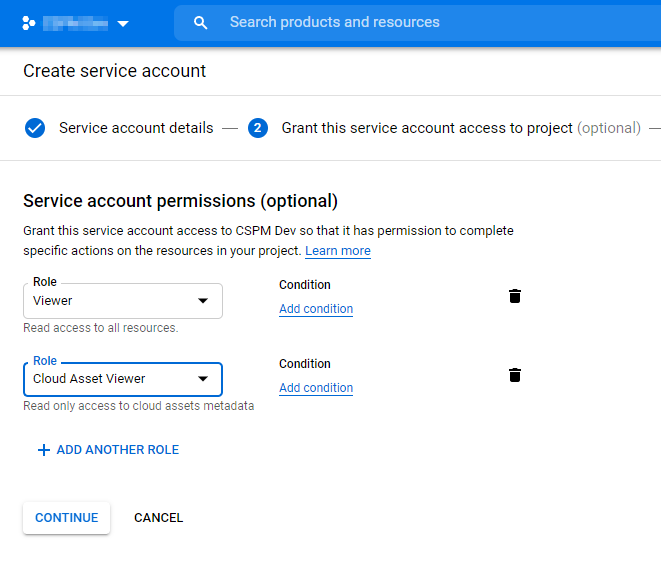 Search products and resources
Create service account
Service account details
2
Grant this service account access to project (optional)
Service account permissions (optional)
Grant this service account access to CSPM Dev so that it has permission to complete
specific actions on the resources in your project. Learn more
Role
Viewer
Read access to all resources.
Condition
Add condition
Role
Cloud Asset Viewer
Read only access to cloud assets metadata
Condition
Add condition
ADD ANOTHER ROLE
CONTINUE
CANCEL